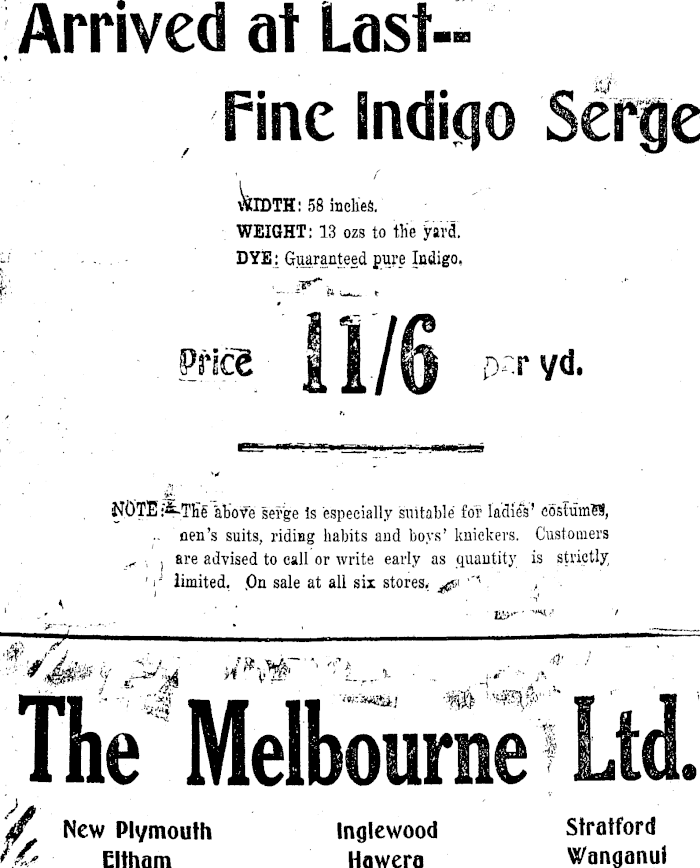 Arrived at Last--
Fine Indigo Serge
WIDTH: 58 inches.
WEIGHT: 13 ozs to the yard.
DYE: Guaranteed pure Indigo.
Price 11/6 per yd.
NOTE:—The above serge is especially suitable for ladies' costumes,
men's suits, riding habits and boys' knickers. Customers
are advised to call or write early as quantity is strictly
limited. On sale at all six stores.
The Melbourne Ltd.
New Plymouth Inglewood Stratford
Eltham Hawera Wanganui